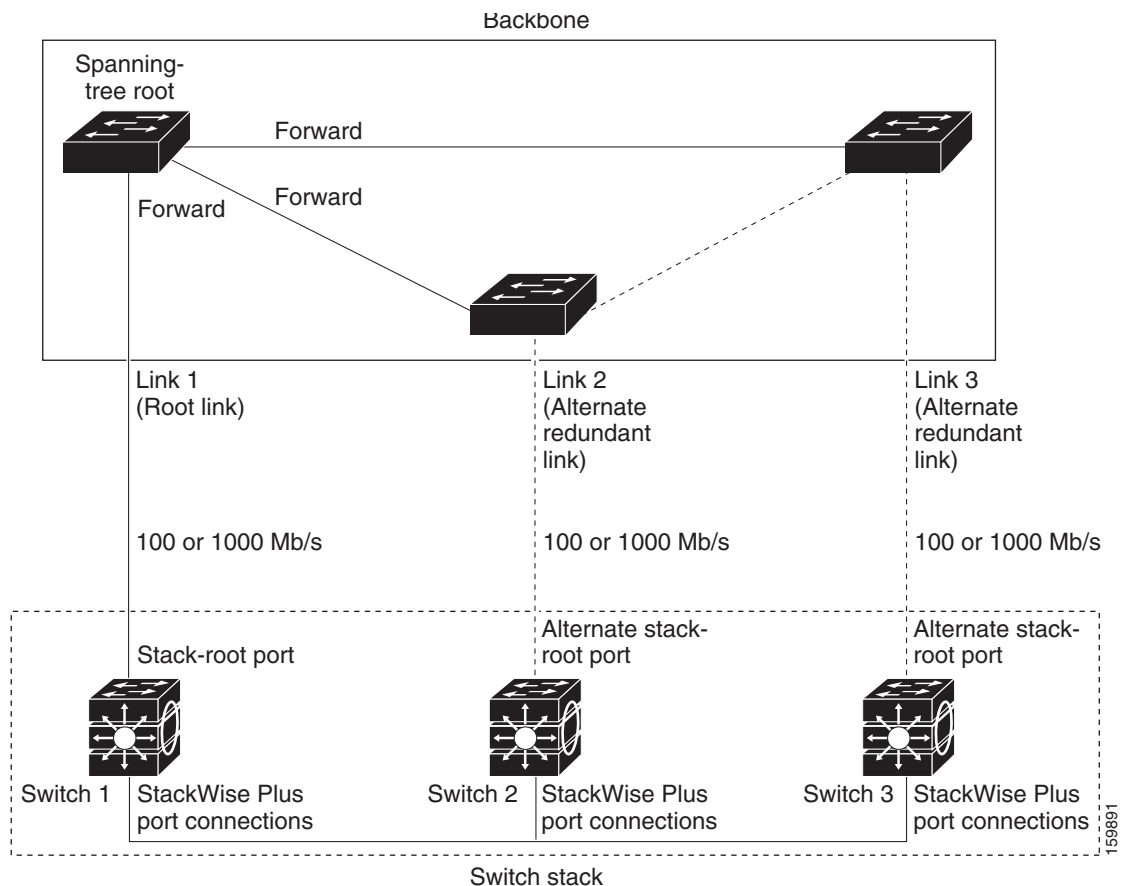 Backbone
Spanning-
tree root
Forward
Forward
Forward
Link 1
(Root link)
Link 2
(Alternate
redundant
link)
Link 3
(Alternate
redundant
link)
100 or 1000 Mb/s
100 or 1000 Mb/s
100 or 1000 Mb/s
Stack-root port
Alternate stack-
root port
Alternate stack-
root port
Switch 1
StackWise Plus
port connections
Switch 2
StackWise Plus
port connections
Switch 3
StackWise Plus
port connections
159891
Switch stack